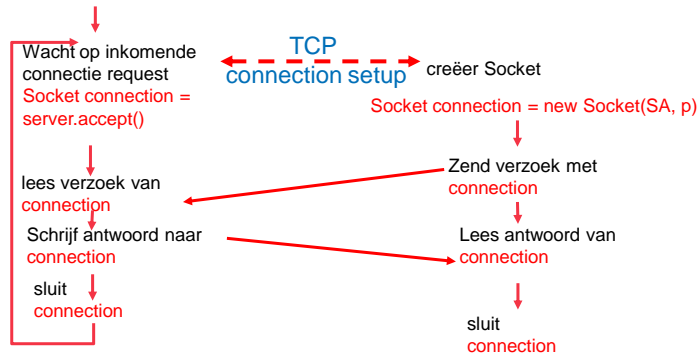 Wacht op inkomende
connectie request
Socket connection =
server.accept()
TCP
connection setup
creëer Socket
Socket connection = new Socket(SA, p)
lees verzoek van
connection
Zend verzoek met
connection
Schrijf antwoord naar
connection
Lees antwoord van
connection
sluit
connection
sluit
connection